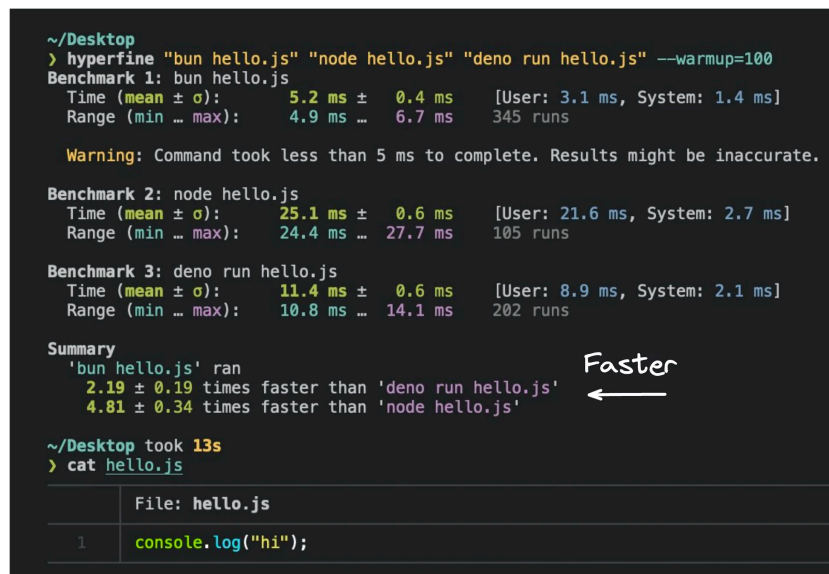 ~/Desktop
❯ hyperfine "bun hello.js" "node hello.js" "deno run hello.js" --warmup=100
Benchmark 1: bun hello.js
Time (mean ± σ): 5.2 ms ± 0.4 ms [User: 3.1 ms, System: 1.4 ms]
Range (min … max): 4.9 ms … 6.7 ms 345 runs
Warning: Command took less than 5 ms to complete. Results might be inaccurate.
Benchmark 2: node hello.js
Time (mean ± σ): 25.1 ms ± 0.6 ms [User: 21.6 ms, System: 2.7 ms]
Range (min … max): 24.4 ms … 27.7 ms 105 runs
Benchmark 3: deno run hello.js
Time (mean ± σ): 11.4 ms ± 0.6 ms [User: 8.9 ms, System: 2.1 ms]
Range (min … max): 10.8 ms … 14.1 ms 202 runs
Summary
'bun hello.js' ran
2.19 ± 0.19 times faster than 'deno run hello.js'
4.81 ± 0.34 times faster than 'node hello.js'
Faster
~/Desktop took 13s
❯ cat hello.js
File: hello.js
1 console.log("hi");